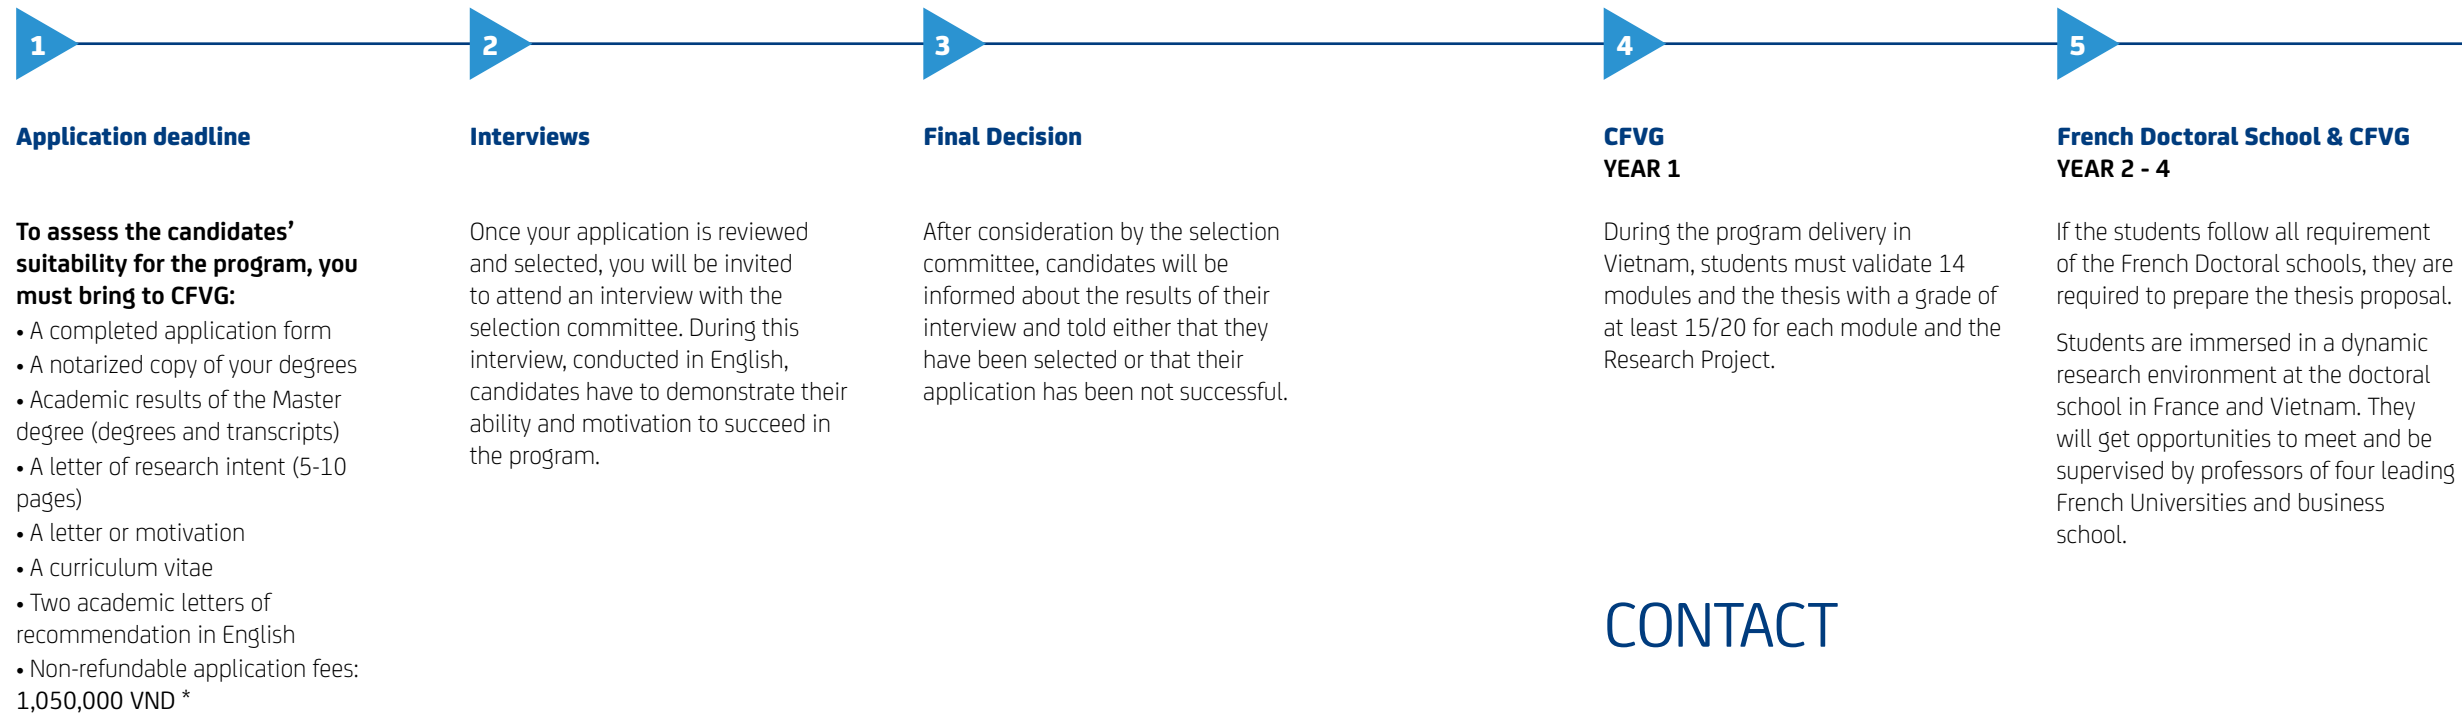 1
2
3
4
5
Application deadline
To assess the candidates’
suitability for the program, you
must bring to CFVG:
• A completed application form
• A notarized copy of your degrees
• Academic results of the Master
degree (degrees and transcripts)
• A letter of research intent (5-10
pages)
• A letter or motivation
• A curriculum vitae
• Two academic letters of
recommendation in English
• Non-refundable application fees:
1,050,000 VND *
Interviews
Once your application is reviewed
and selected, you will be invited
to attend an interview with the
selection committee. During this
interview, conducted in English,
candidates have to demonstrate their
ability and motivation to succeed in
the program.
Final Decision
After consideration by the selection
committee, candidates will be
informed about the results of their
interview and told either that they
have been selected or that their
application has been not successful.
CFVG
YEAR 1
During the program delivery in
Vietnam, students must validate 14
modules and the thesis with a grade of
at least 15/20 for each module and the
Research Project.
French Doctoral School & CFVG
YEAR 2 - 4
If the students follow all requirement
of the French Doctoral schools, they are
required to prepare the thesis proposal.
Students are immersed in a dynamic
research environment at the doctoral
school in France and Vietnam. They
will get opportunities to meet and be
supervised by professors of four leading
French Universities and business
school.
CONTACT